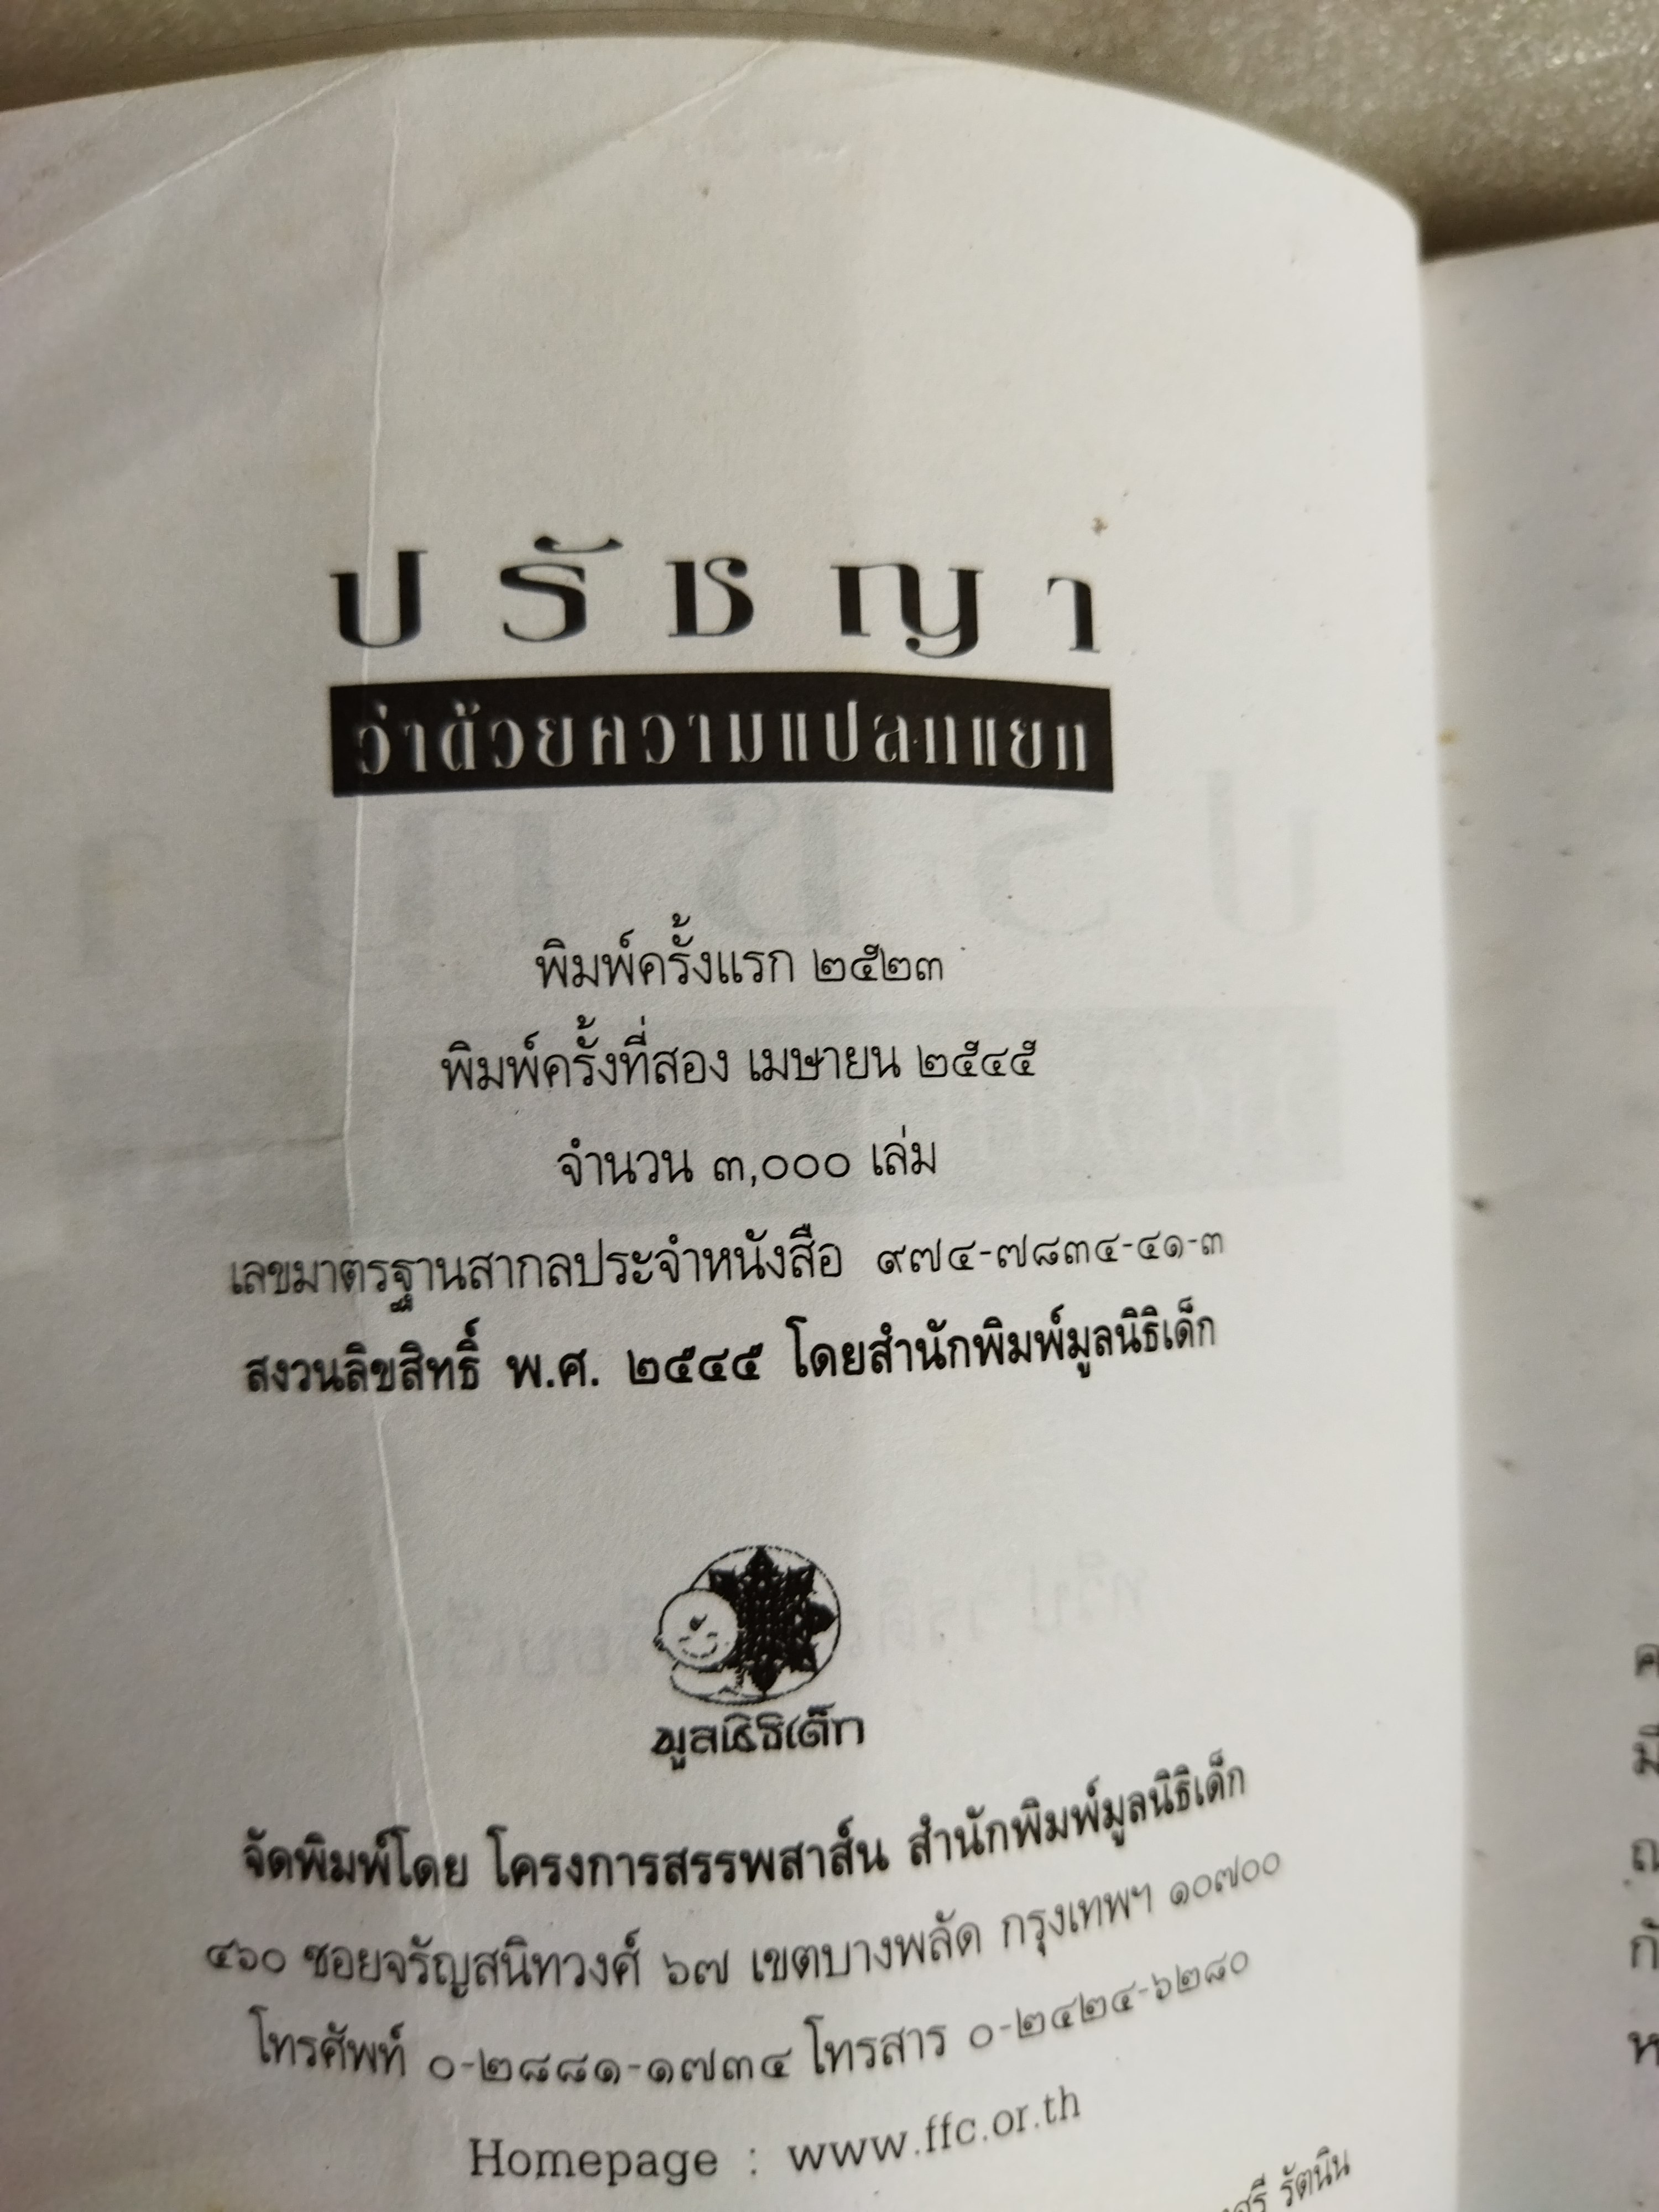 ปรัชญา
ว่าด้วยความแปลกแยก
พิมพ์ครั้งแรก ๒๕๒๓
พิมพ์ครั้งที่สอง เมษายน ๒๕๔๕
จำนวน ๓,๐๐๐ เล่ม
เลขมาตรฐานสากลประจำหนังสือ ๙๗๔-๗๘๓๔-๔๑-๓
สงวนลิขสิทธิ์ พ.ศ. ๒๕๔๕ โดยสำนักพิมพ์มูลนิธิเด็ก
มูลนิธิเด็ก
จัดพิมพ์โดย โครงการสรรพสาส์น สำนักพิมพ์มูลนิธิเด็ก
๔๖๐ ซอยจรัญสนิทวงศ์ ๖๗ เขตบางพลัด กรุงเทพฯ ๑๐๗๐๐
โทรศัพท์ ๐-๒๘๘๑-๑๗๓๔ โทรสาร ๐-๒๔๒๔-๖๒๘๐
Homepage : www.ffc.or.th
รัตนิน